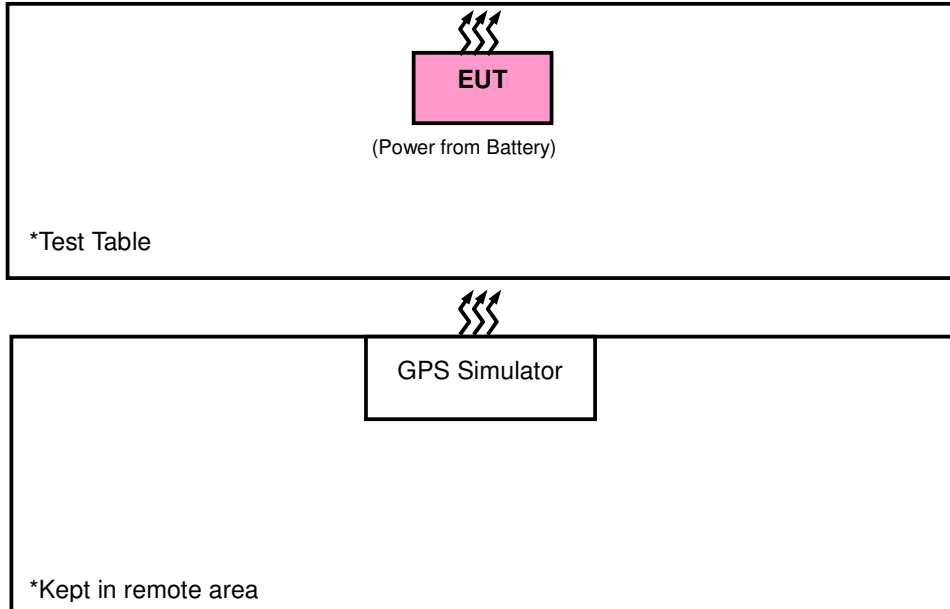 EUT
(Power from Battery)
*Test Table
GPS Simulator
*Kept in remote area